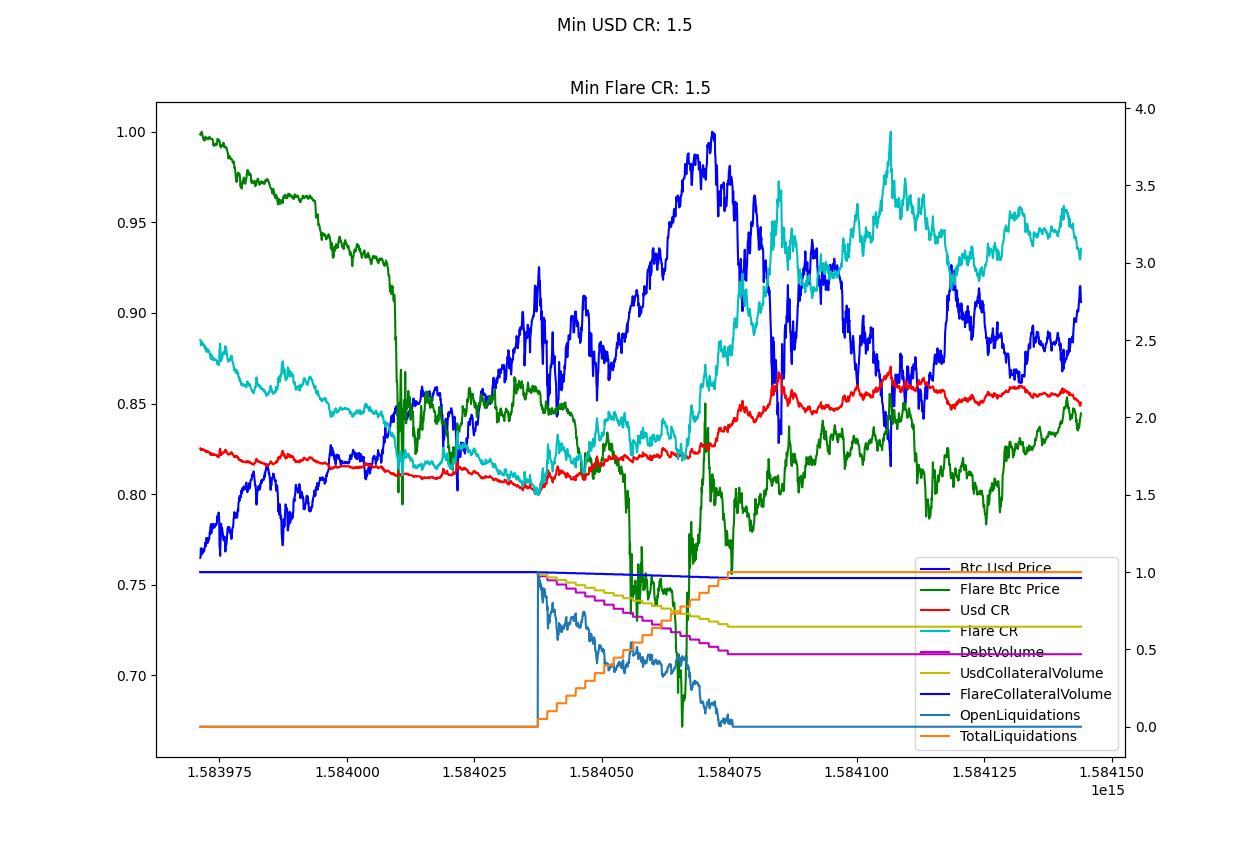 Min USD CR: 1.5
Min Flare CR: 1.5
1.00
0.95
0.90
0.85
0.80
0.75
0.70
4.0
3.5
3.0
2.5
2.0
1.5
1.0
0.5
0.0
Btc Usd Price
Flare Btc Price
Usd CR
Flare CR
DebtVolume
UsdCollateralVolume
FlareCollateralVolume
OpenLiquidations
TotalLiquidations
1.583975 1.584000 1.584025 1.584050 1.584075 1.584100 1.584125 1.584150
1e15